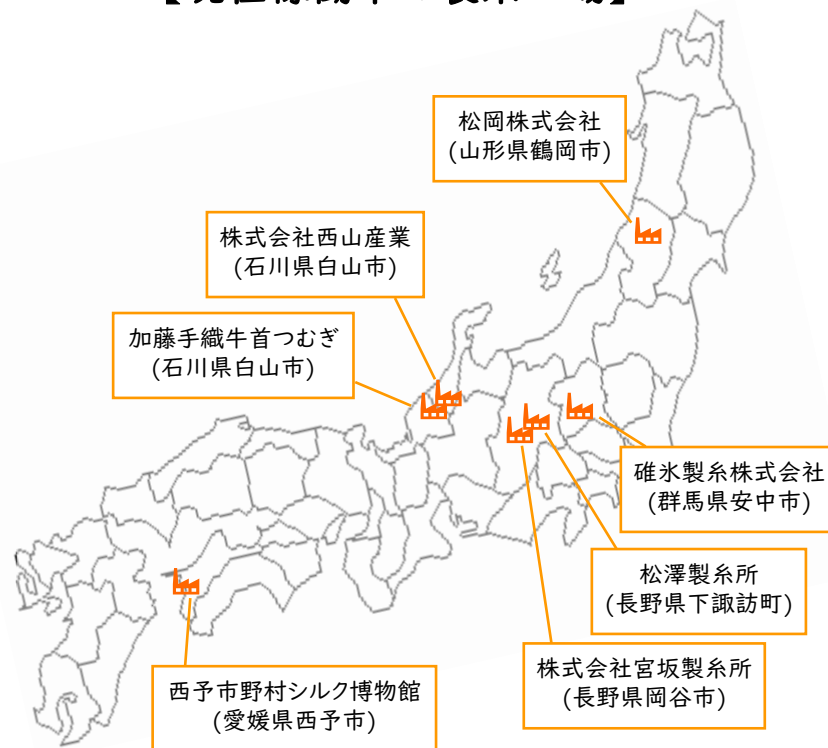 松岡株式会社
(山形県鶴岡市)
株式会社西山産業
(石川県白山市)
加藤手織牛首つむぎ
(石川県白山市)
碓氷製糸株式会社
(群馬県安中市)
松澤製糸所
(長野県下諏訪町)
株式会社宮坂製糸所
(長野県岡谷市)
西予市野村シルク博物館
(愛媛県西予市)